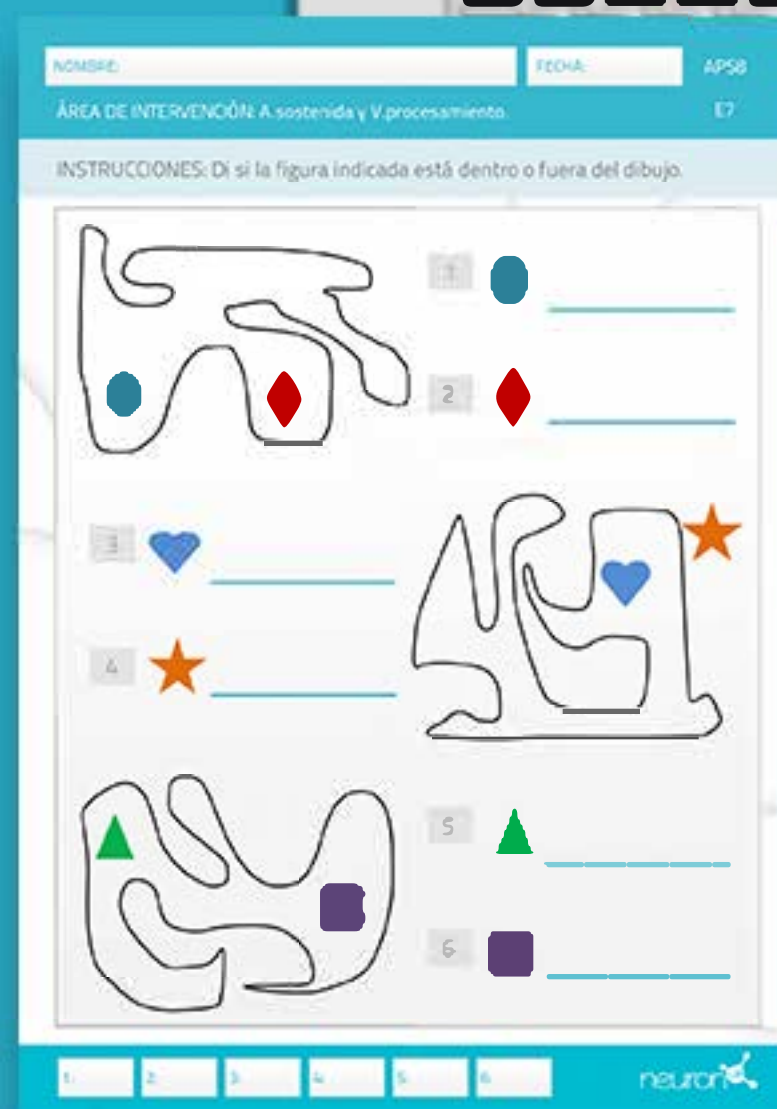 NOMBRE:
FECHA:
AP58
ÁREA DE INTERVENCIÓN: A.sostenida y V.procesamiento.
E7
INSTRUCCIONES: Di si la figura indicada está dentro o fuera del dibujo.
1
2
3
4
5
6
1.
2.
3.
4.
5.
6.
neuron